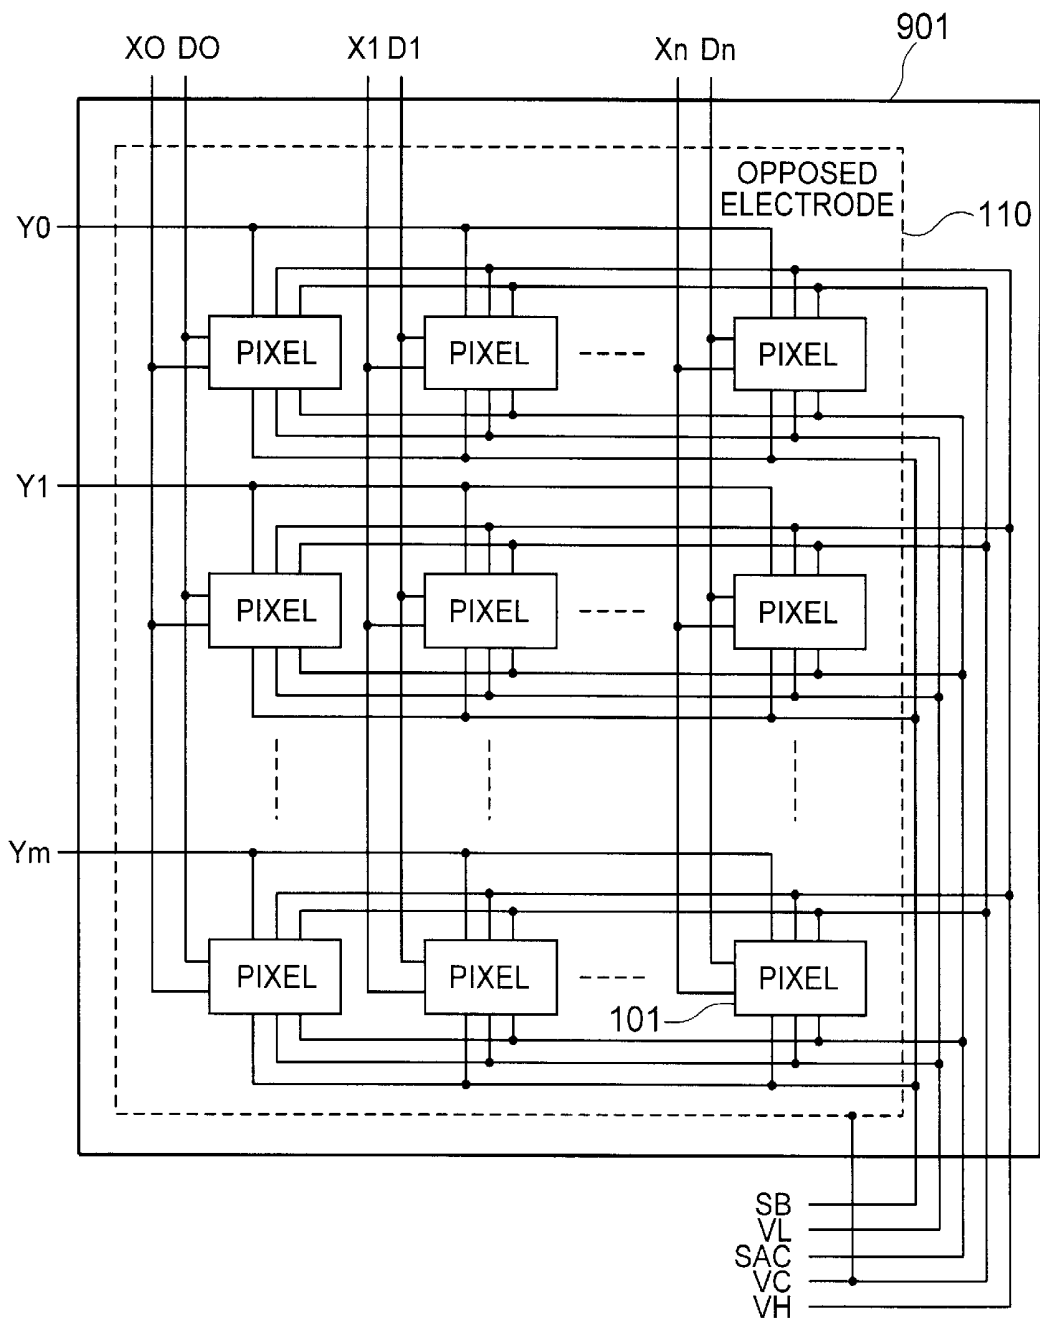 901
XO DO X1 D1 Xn Dn
OPPOSED
ELECTRODE
110
Y0
PIXEL PIXEL ----- PIXEL
Y1
PIXEL PIXEL ----- PIXEL
Ym
PIXEL PIXEL ----- PIXEL
101
SB
VL
SAC
VC
VH